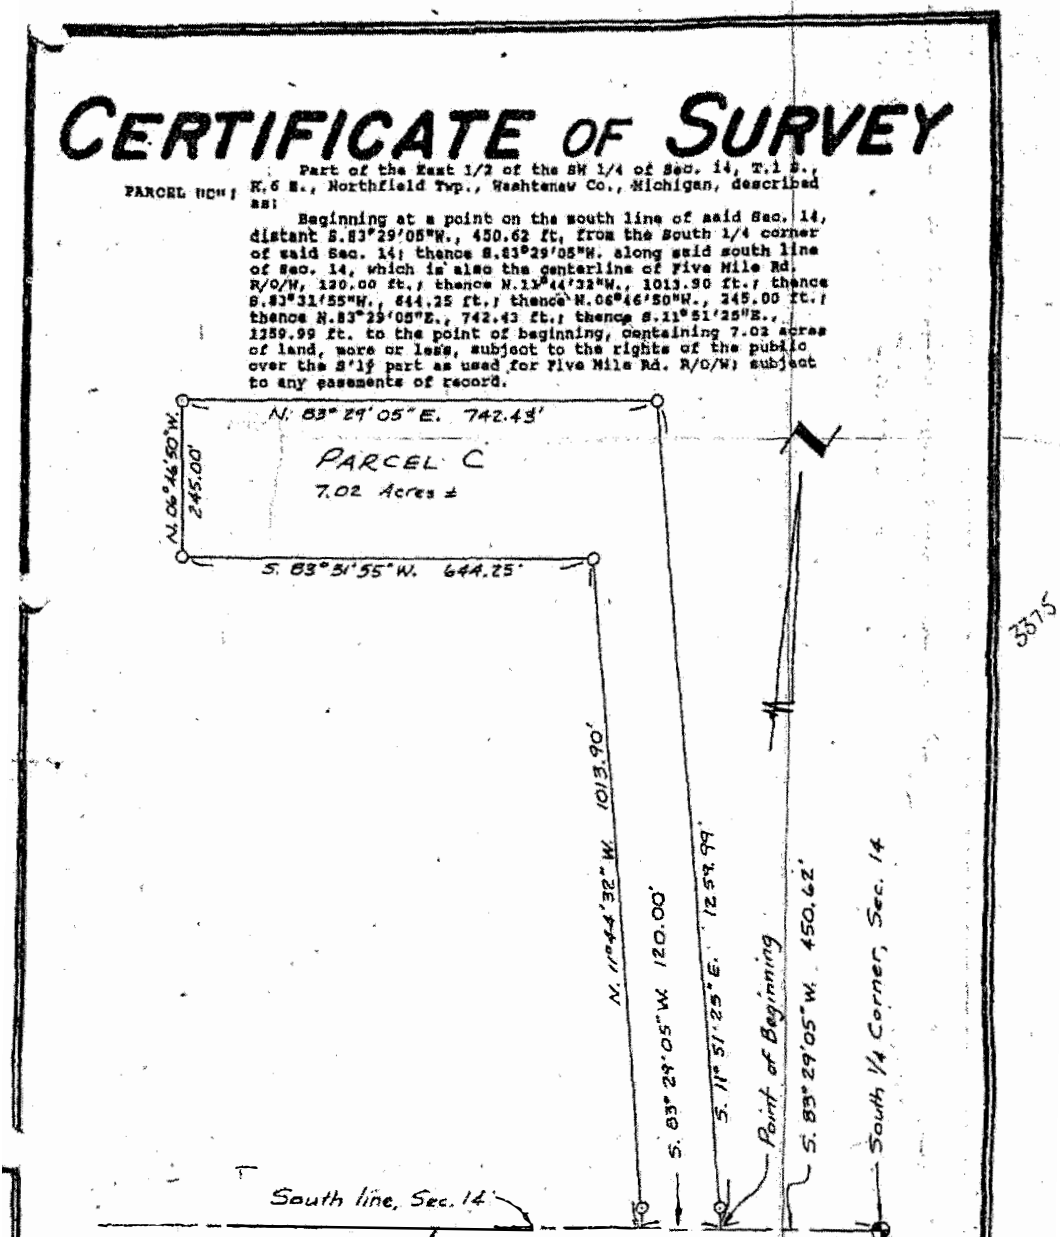 CERTIFICATE OF SURVEY
PARCEL "C":
Part of the East 1/2 of the SW 1/4 of Sec. 14, T.1 S.,
R.6 E., Northfield Twp., Washtenaw Co., Michigan, described
as:
Beginning at a point on the south line of said Sec. 14,
distant S.83°29'05"W., 450.62 ft. from the South 1/4 corner
of said Sec. 14; thence S.83°29'05"W. along said south line
of Sec. 14, which is also the centerline of Five Mile Rd.
R/O/W, 120.00 ft.; thence N.11°44'32"W., 1013.90 ft.; thence
S.83°31'55"W., 644.25 ft.; thence N.06°46'50"W., 245.00 ft.;
thence N.83°29'05"E., 742.43 ft.; thence S.11°51'25"E.,
1259.99 ft. to the point of beginning, containing 7.02 acres
of land, more or less, subject to the rights of the public
over the S'ly part as used for Five Mile Rd. R/O/W; subject
to any easements of record.
N. 83° 29' 05" E. 742.43'
N. 06° 46' 50" W.
245.00'
PARCEL C
7.02 Acres ±
S. 83° 31' 55" W. 644.25'
N
3375
N. 11° 44' 32" W. 1013.90'
S. 83° 29' 05" W. 120.00'
S. 11° 51' 25" E. 1259.99'
Point of Beginning
S. 83° 29' 05" W. 450.62'
South 1/4 Corner, Sec. 14
South line, Sec. 14